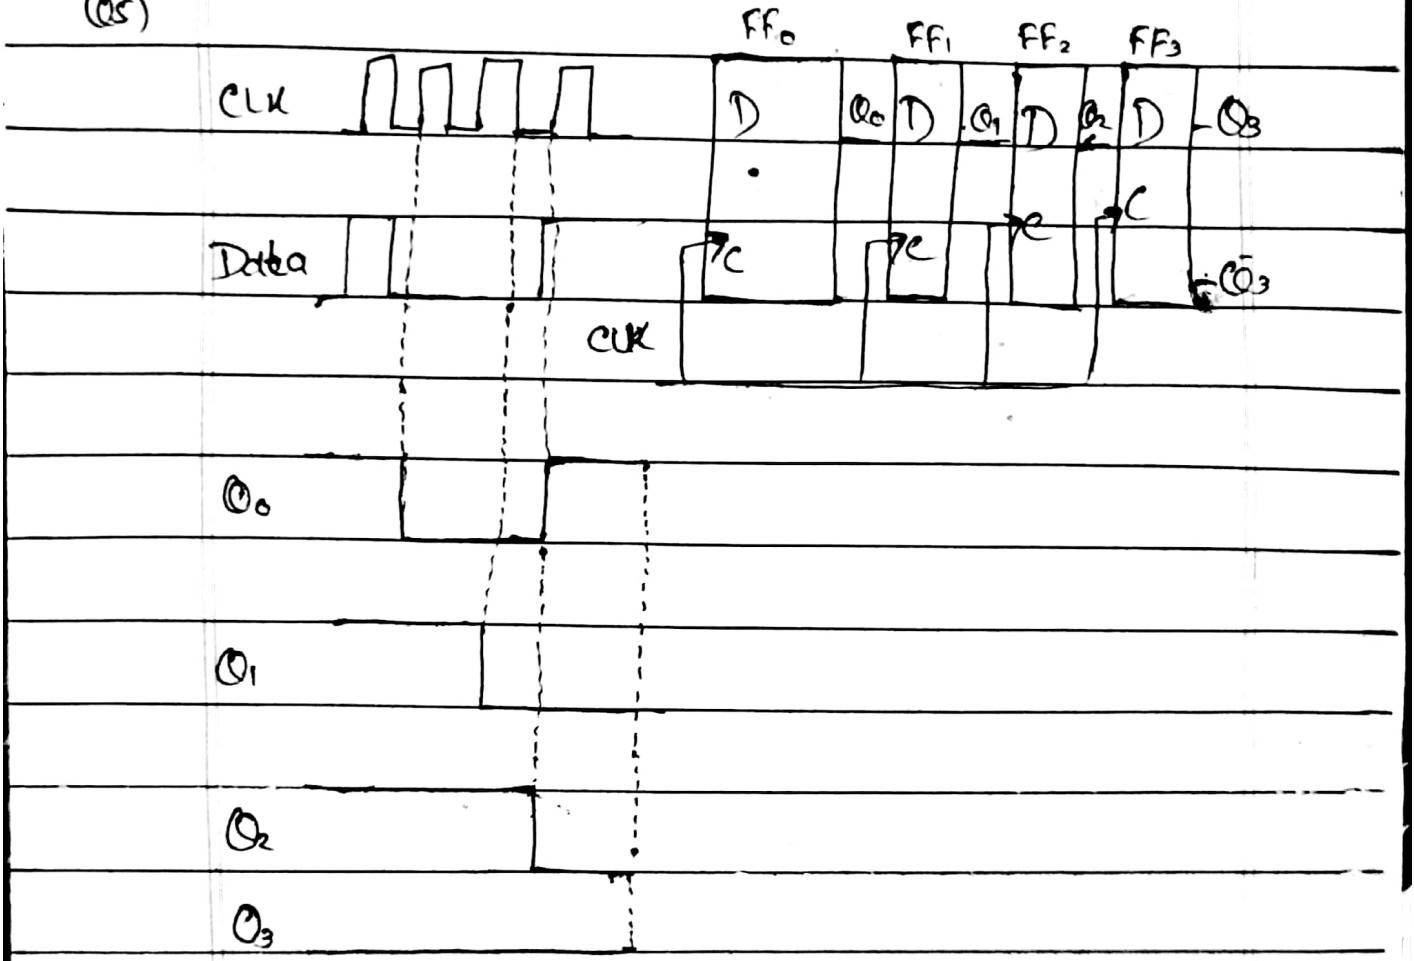 (Q5)
FF₀ FF₁ FF₂ FF₃
CLK D Q₀ D Q₁ D Q₂ D Q₃
C
Data C C C Q̄₃
CLK
Q₀
Q₁
Q₂
Q₃